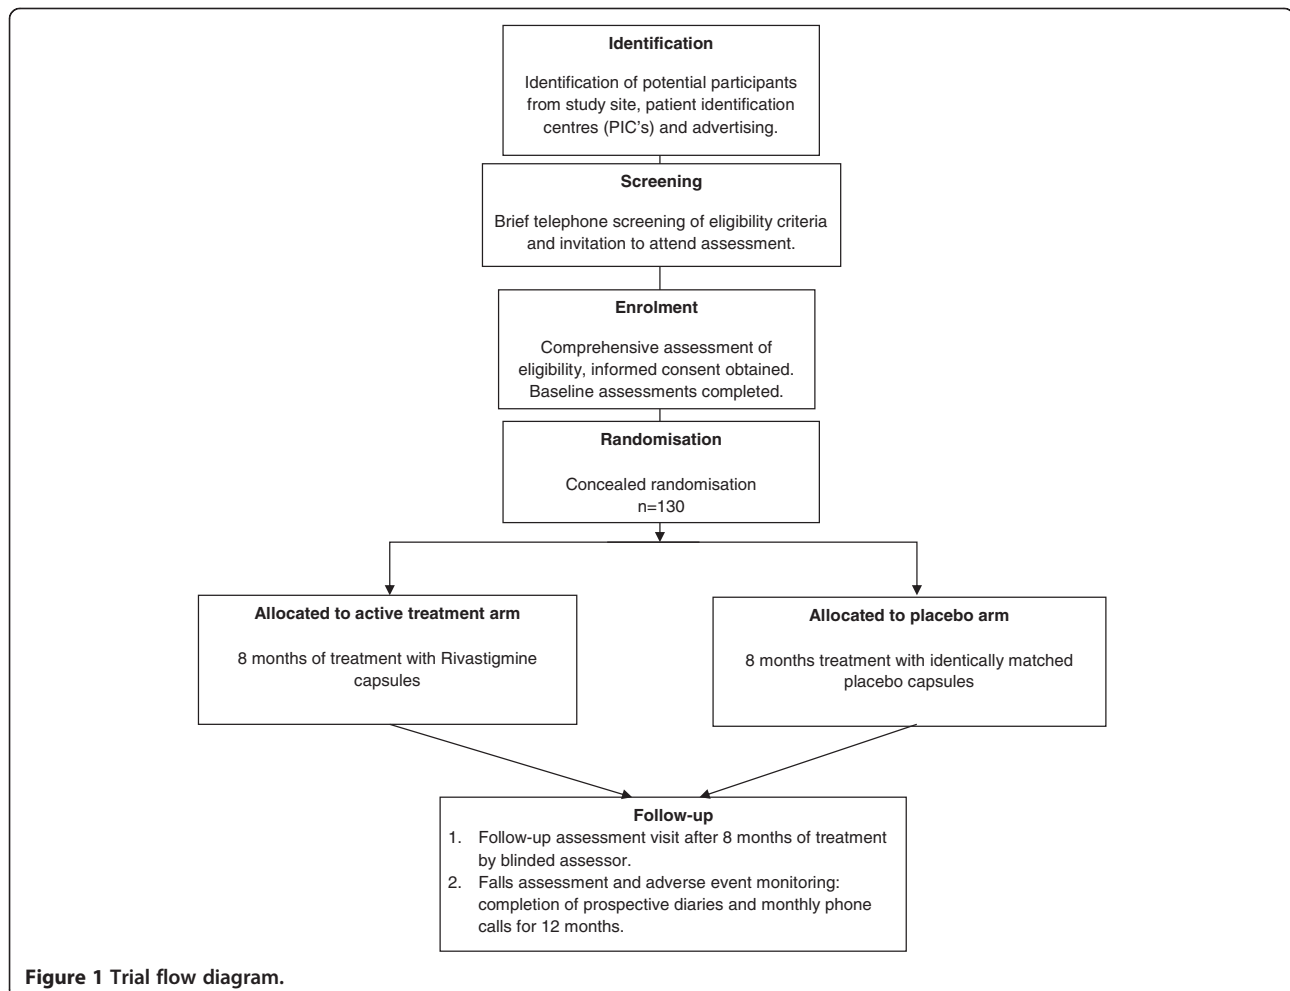 Identification
Identification of potential participants
from study site, patient identification
centres (PIC's) and advertising.
Screening
Brief telephone screening of eligibility criteria
and invitation to attend assessment.
Enrolment
Comprehensive assessment of
eligibility, informed consent obtained.
Baseline assessments completed.
Randomisation
Concealed randomisation
n=130
Allocated to active treatment arm
8 months of treatment with Rivastigmine
capsules
Allocated to placebo arm
8 months treatment with identically matched
placebo capsules
Follow-up
1. Follow-up assessment visit after 8 months of treatment
by blinded assessor.
2. Falls assessment and adverse event monitoring:
completion of prospective diaries and monthly phone
calls for 12 months.
Figure 1 Trial flow diagram.